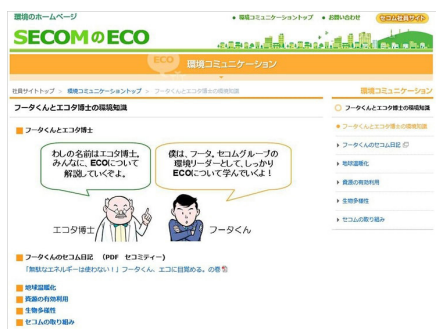 環境のホームページ
環境コミュニケーショントップ
お問い合わせ
セコム社員サイト
SECOMのECO
ECO
環境コミュニケーション
社員サイトトップ > 環境コミュニケーショントップ > フータくんとエコタ博士の環境知識
フータくんとエコタ博士の環境知識
フータくんとエコタ博士
わしの名前はエコタ博士。
みんなに、ECOについて
解説していくぞよ。
僕は、フータ。セコムグループの
環境リーダーとして、しっかり
ECOについて学んでいくよ！
エコタ博士
フータくん
フータくんのセコム日記 (PDF セコミティー)
「無駄なエネルギーは使わない！」フータくん、エコに目覚める。の巻
地球温暖化
資源の有効利用
生物多様性
セコムの取り組み
環境コミュニケーション
フータくんとエコタ博士の環境知識
フータくんとエコタ博士の環境知識
フータくんのセコム日記
地球温暖化
資源の有効利用
生物多様性
セコムの取り組み